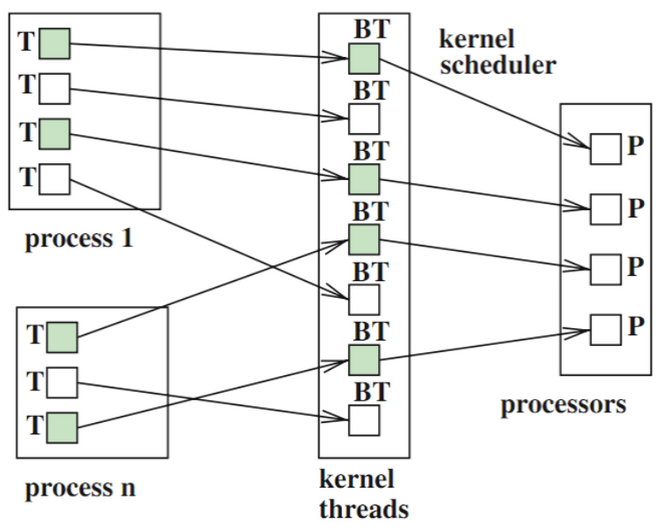 T
T
T
T
process 1
T
T
T
process n
BT
BT
BT
BT
BT
BT
BT
kernel
threads
kernel
scheduler
P
P
P
P
processors